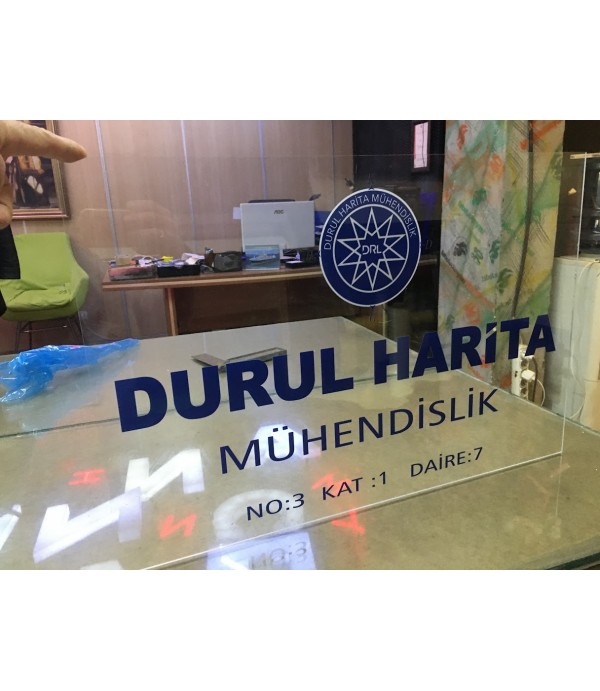 DURUL HARİTA MÜHENDİSLİK
DRL
DURUL HARİTA
MÜHENDİSLİK
NO:3 KAT :1 DAİRE:7